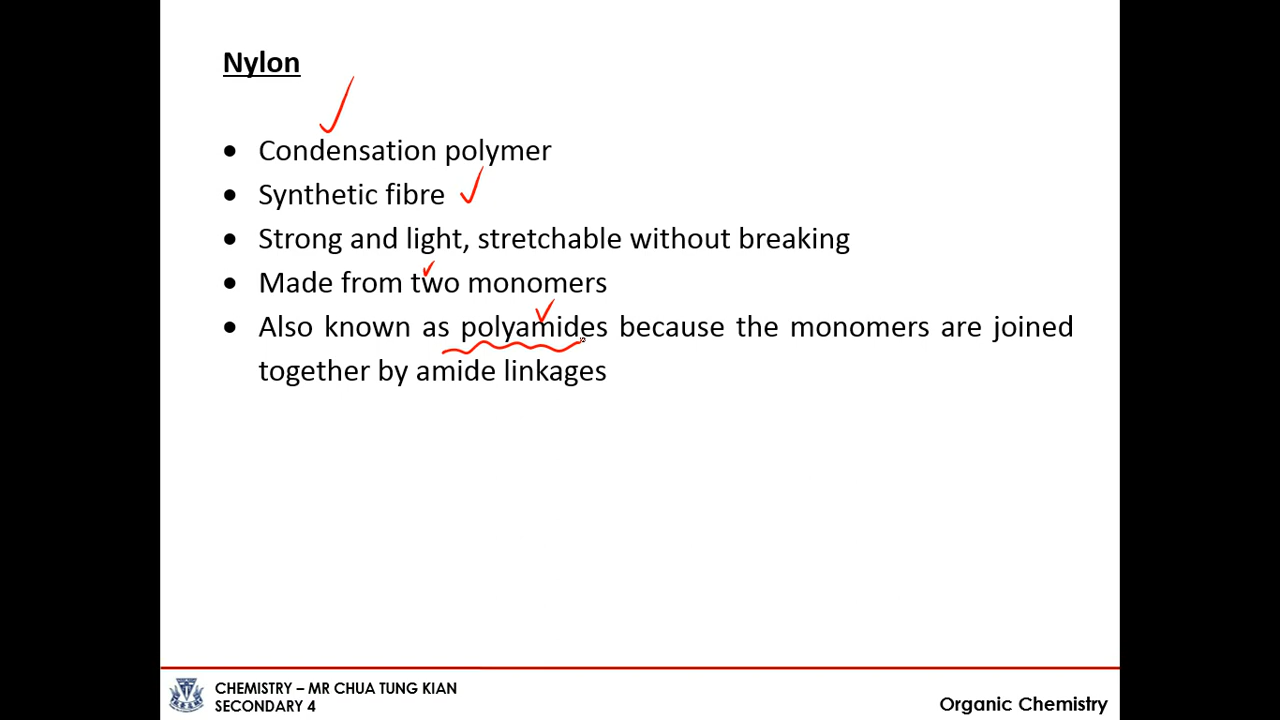 Nylon
• Condensation polymer
• Synthetic fibre
• Strong and light, stretchable without breaking
• Made from two monomers
• Also known as polyamides because the monomers are joined
together by amide linkages
CHEMISTRY – MR CHUA TUNG KIAN
SECONDARY 4
Organic Chemistry